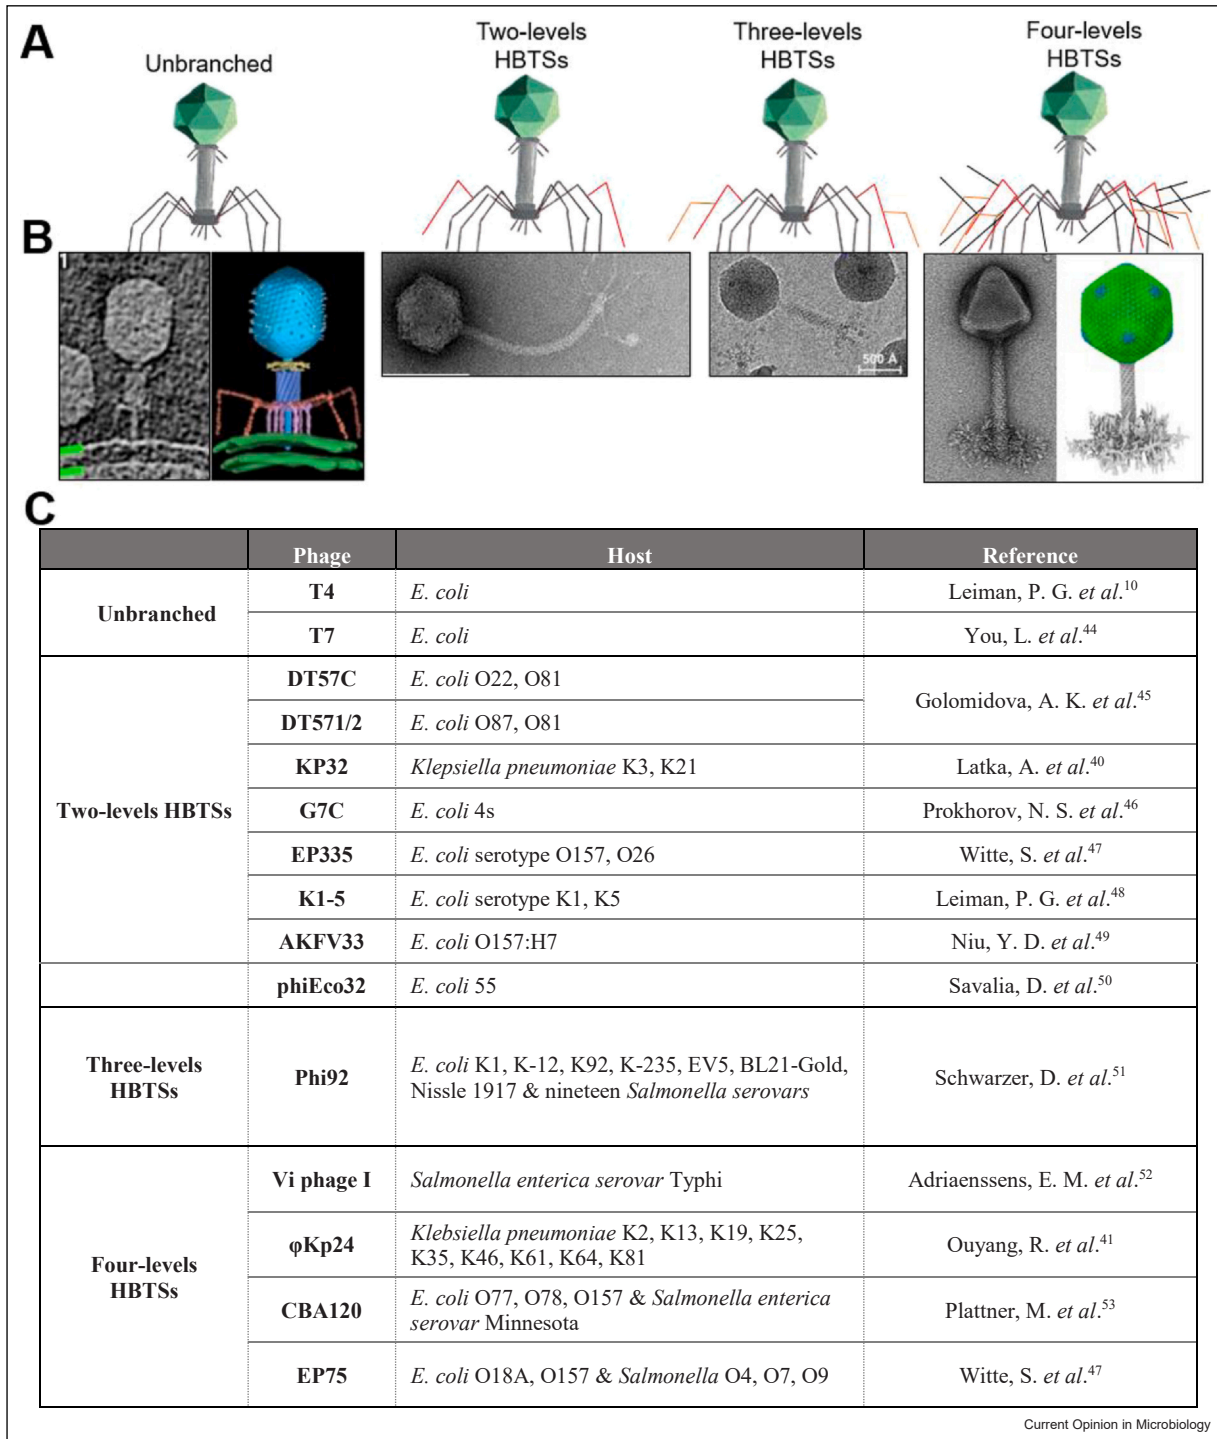 A
Unbranched
Two-levels
HBTSs
Three-levels
HBTSs
Four-levels
HBTSs
B
1
500 Å
C
Phage Host Reference
Unbranched
T4 E. coli Leiman, P. G. et al.10
T7 E. coli You, L. et al.44
Two-levels HBTSs
DT57C E. coli O22, O81
Golomidova, A. K. et al.45
DT571/2 E. coli O87, O81
KP32 Klepsiella pneumoniae K3, K21 Latka, A. et al.40
G7C E. coli 4s Prokhorov, N. S. et al.46
EP335 E. coli serotype O157, O26 Witte, S. et al.47
K1-5 E. coli serotype K1, K5 Leiman, P. G. et al.48
AKFV33 E. coli O157:H7 Niu, Y. D. et al.49
phiEco32 E. coli 55 Savalia, D. et al.50
Three-levels
HBTSs
Phi92
E. coli K1, K-12, K92, K-235, EV5, BL21-Gold,
Nissle 1917 & nineteen Salmonella serovars
Schwarzer, D. et al.51
Four-levels
HBTSs
Vi phage I Salmonella enterica serovar Typhi Adriaenssens, E. M. et al.52
φKp24
Klebsiella pneumoniae K2, K13, K19, K25,
K35, K46, K61, K64, K81
Ouyang, R. et al.41
CBA120
E. coli O77, O78, O157 & Salmonella enterica
serovar Minnesota
Plattner, M. et al.53
EP75 E. coli O18A, O157 & Salmonella O4, O7, O9 Witte, S. et al.47
Current Opinion in Microbiology